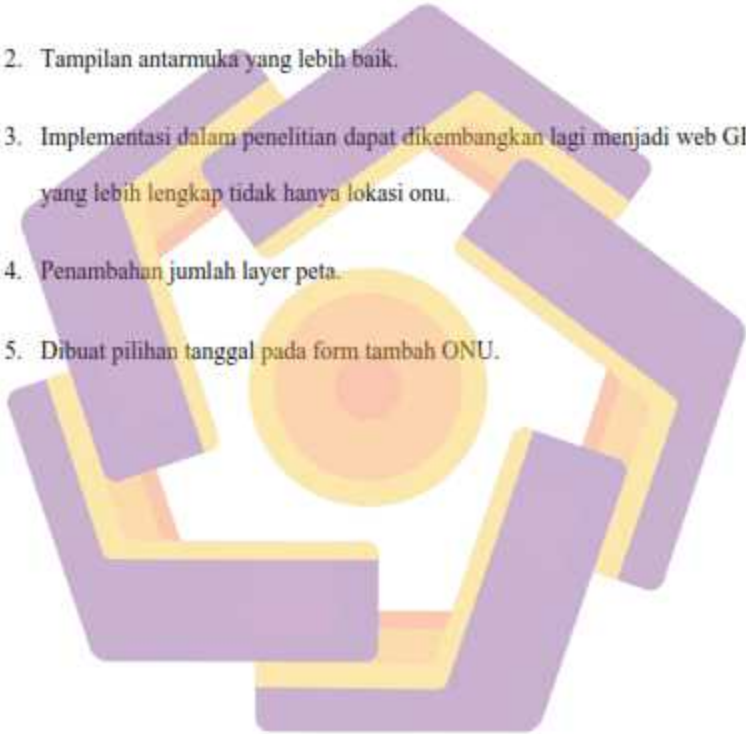 2. Tampilan antarmuka yang lebih baik.
3. Implementasi dalam penelitian dapat dikembangkan lagi menjadi web
yang lebih lengkap tidak hanya lokasi onu.
4. Penambahan jumlah layer peta.
5. Dibuat pilihan tanggal pada form tambah ONU.